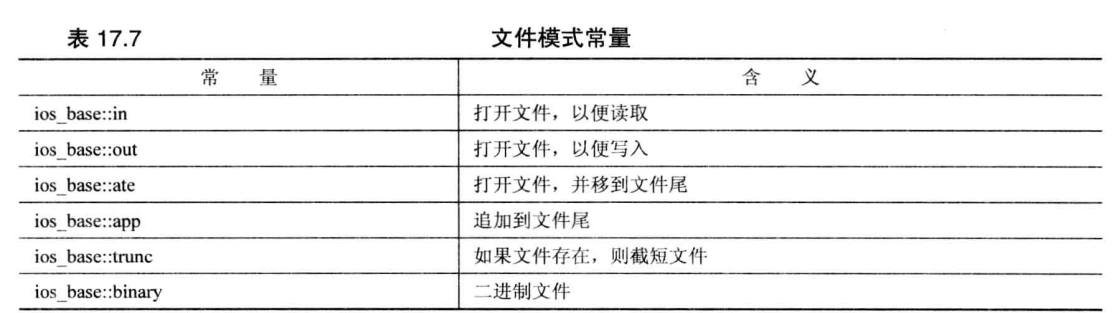 表 17.7 文件模式常量
常 量 含 义
ios_base::in 打开文件，以便读取
ios_base::out 打开文件，以便写入
ios_base::ate 打开文件，并移到文件尾
ios_base::app 追加到文件尾
ios_base::trunc 如果文件存在，则截短文件
ios_base::binary 二进制文件